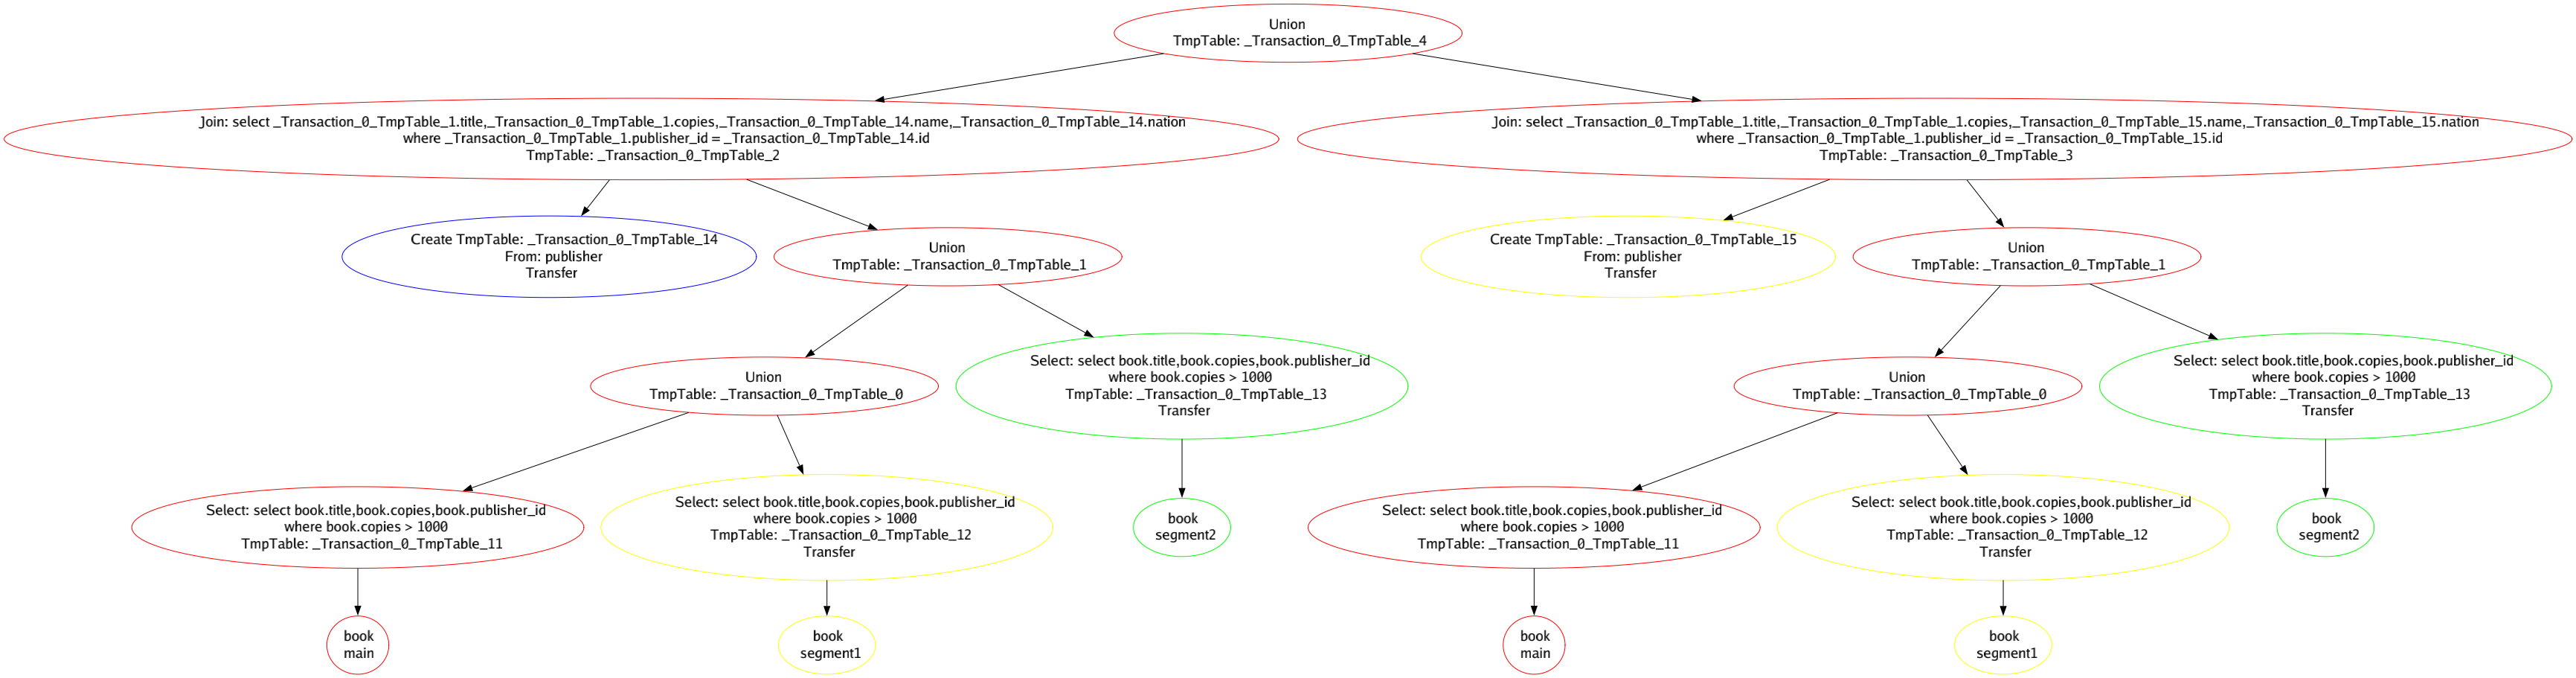 Union
TmpTable: _Transaction_0_TmpTable_4
Join: select _Transaction_0_TmpTable_1.title,_Transaction_0_TmpTable_1.copies,_Transaction_0_TmpTable_14.name,_Transaction_0_TmpTable_14.nation
where _Transaction_0_TmpTable_1.publisher_id = _Transaction_0_TmpTable_14.id
TmpTable: _Transaction_0_TmpTable_2
Join: select _Transaction_0_TmpTable_1.title,_Transaction_0_TmpTable_1.copies,_Transaction_0_TmpTable_15.name,_Transaction_0_TmpTable_15.nation
where _Transaction_0_TmpTable_1.publisher_id = _Transaction_0_TmpTable_15.id
TmpTable: _Transaction_0_TmpTable_3
Create TmpTable: _Transaction_0_TmpTable_14
From: publisher
Transfer
Union
TmpTable: _Transaction_0_TmpTable_1
Create TmpTable: _Transaction_0_TmpTable_15
From: publisher
Transfer
Union
TmpTable: _Transaction_0_TmpTable_1
Union
TmpTable: _Transaction_0_TmpTable_0
Select: select book.title,book.copies,book.publisher_id
where book.copies > 1000
TmpTable: _Transaction_0_TmpTable_13
Transfer
Union
TmpTable: _Transaction_0_TmpTable_0
Select: select book.title,book.copies,book.publisher_id
where book.copies > 1000
TmpTable: _Transaction_0_TmpTable_13
Transfer
Select: select book.title,book.copies,book.publisher_id
where book.copies > 1000
TmpTable: _Transaction_0_TmpTable_11
Select: select book.title,book.copies,book.publisher_id
where book.copies > 1000
TmpTable: _Transaction_0_TmpTable_12
Transfer
book
segment2
Select: select book.title,book.copies,book.publisher_id
where book.copies > 1000
TmpTable: _Transaction_0_TmpTable_11
Select: select book.title,book.copies,book.publisher_id
where book.copies > 1000
TmpTable: _Transaction_0_TmpTable_12
Transfer
book
segment2
book
main
book
segment1
book
main
book
segment1